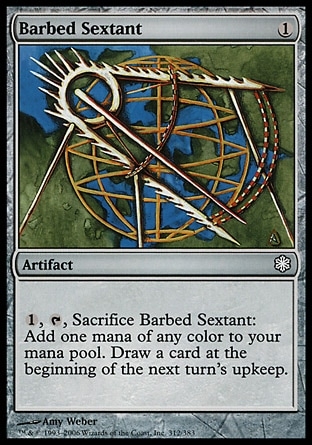 Barbed Sextant 1
Artifact
1, T, Sacrifice Barbed Sextant:
Add one mana of any color to your
mana pool. Draw a card at the
beginning of the next turn's upkeep.
Amy Weber
™ & © 1993–2006 Wizards of the Coast, Inc. 312/383